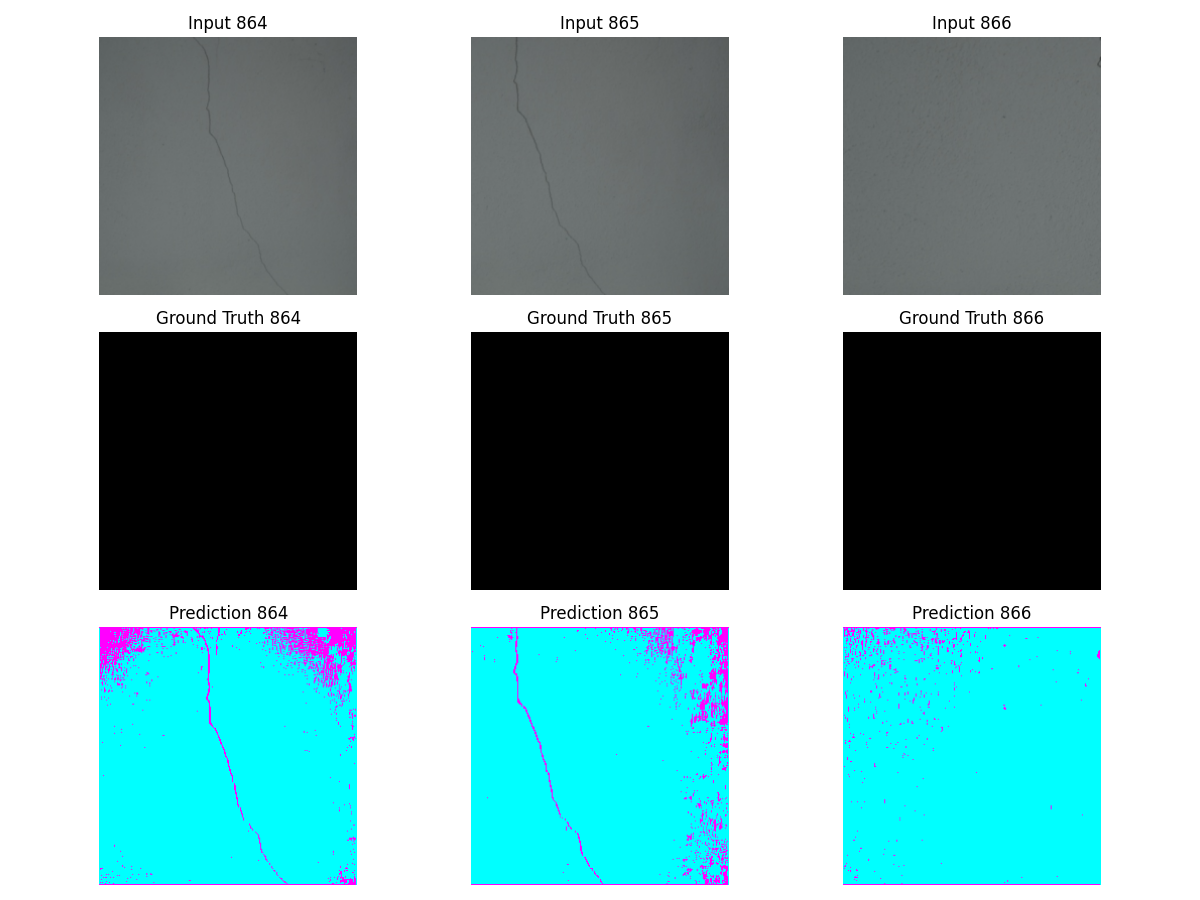 Input 864
Input 865
Input 866
Ground Truth 864
Ground Truth 865
Ground Truth 866
Prediction 864
Prediction 865
Prediction 866